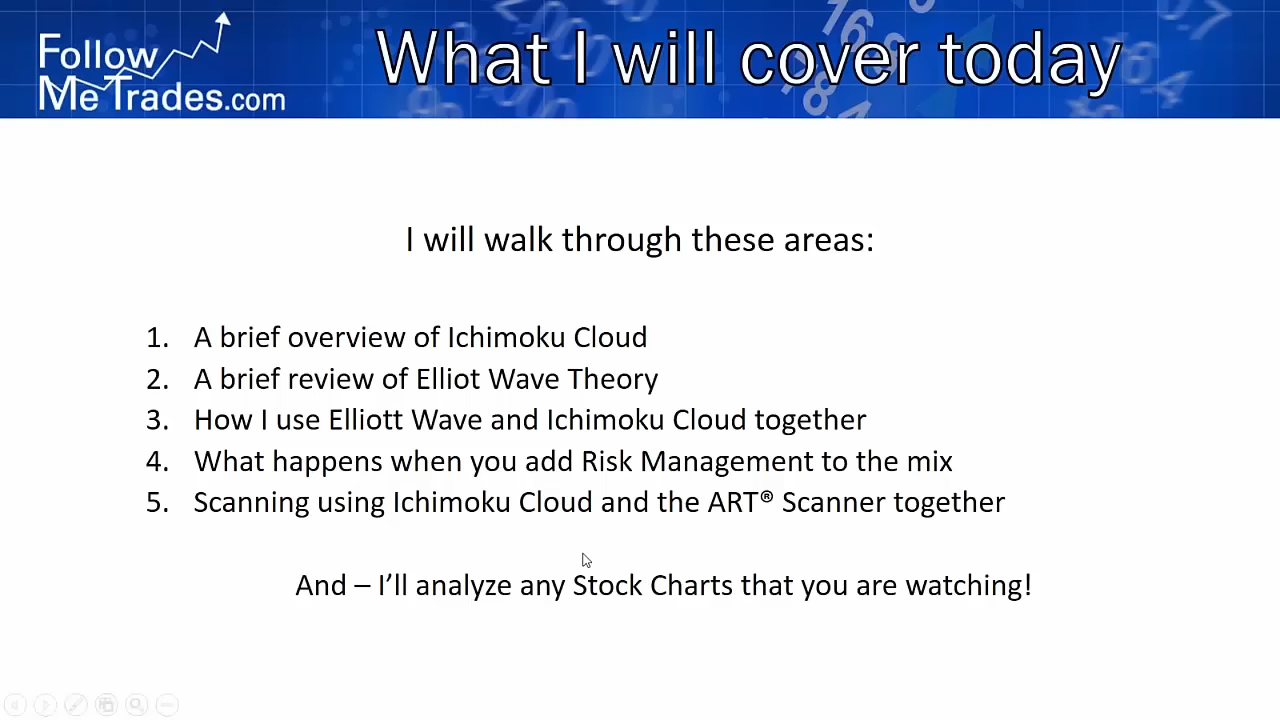 Follow
Me Trades.com
What I will cover today
I will walk through these areas:
1. A brief overview of Ichimoku Cloud
2. A brief review of Elliot Wave Theory
3. How I use Elliott Wave and Ichimoku Cloud together
4. What happens when you add Risk Management to the mix
5. Scanning using Ichimoku Cloud and the ART® Scanner together
And – I’ll analyze any Stock Charts that you are watching!